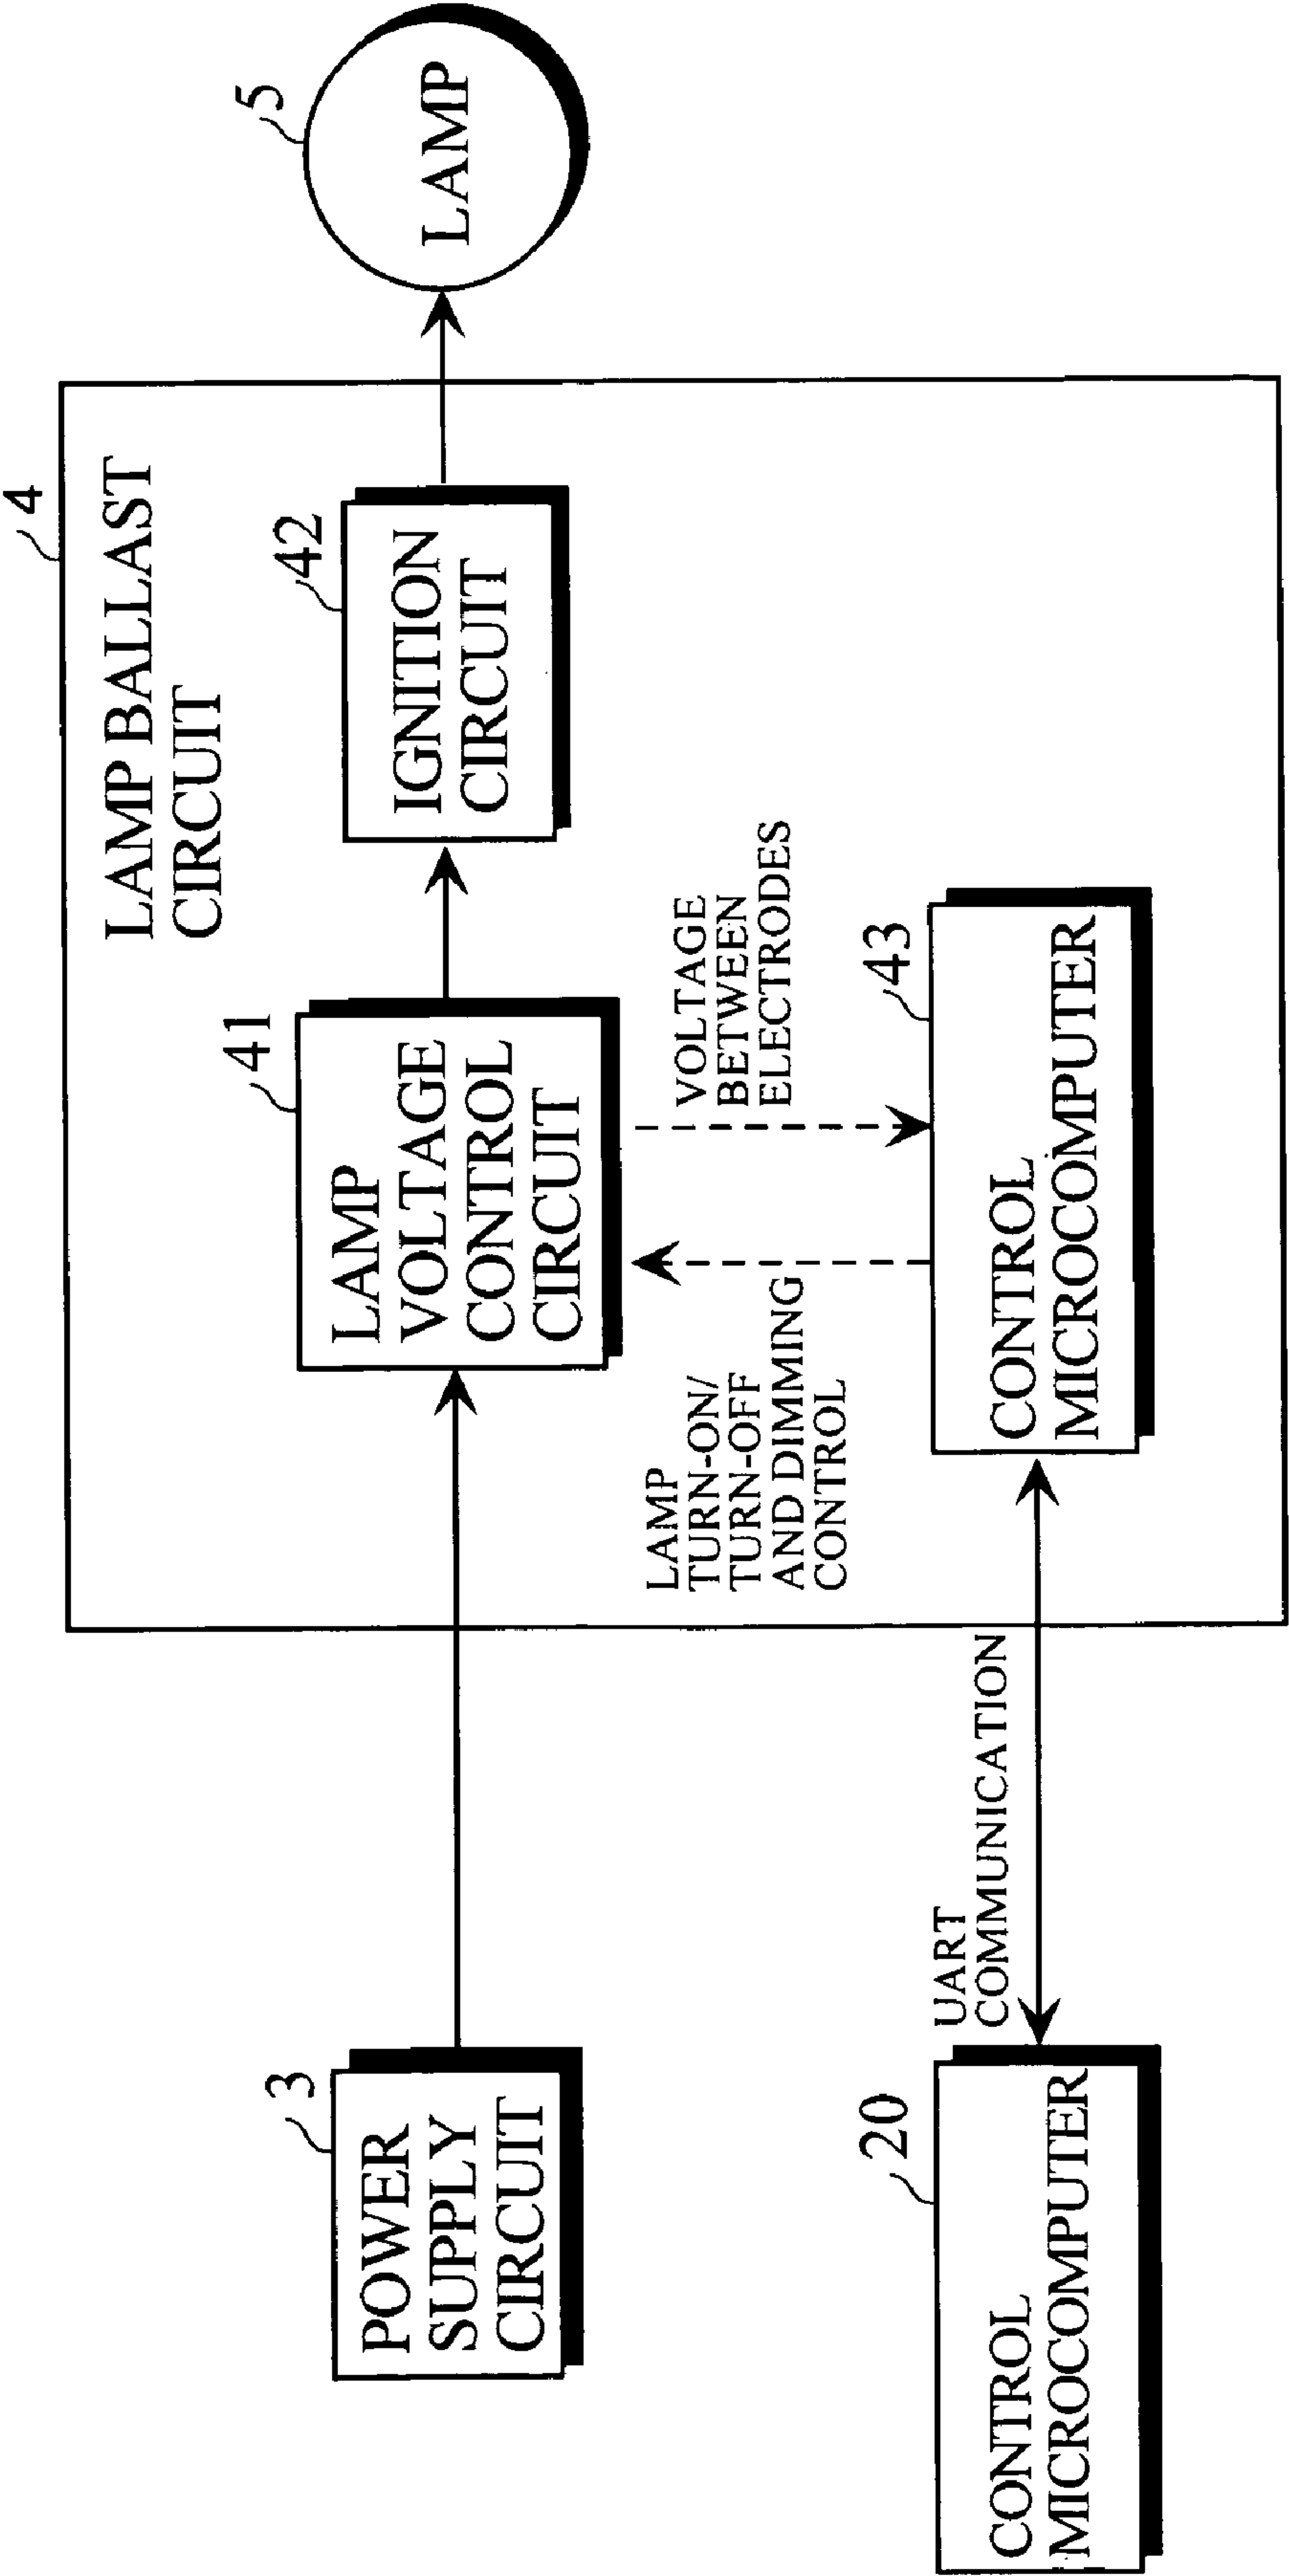 4
LAMP BALLAST
CIRCUIT
3
POWER
SUPPLY
CIRCUIT
41
LAMP
VOLTAGE
CONTROL
CIRCUIT
42
IGNITION
CIRCUIT
5
LAMP
LAMP
TURN-ON/
TURN-OFF
AND DIMMING
CONTROL
VOLTAGE
BETWEEN
ELECTRODES
20
CONTROL
MICROCOMPUTER
UART
COMMUNICATION
43
CONTROL
MICROCOMPUTER